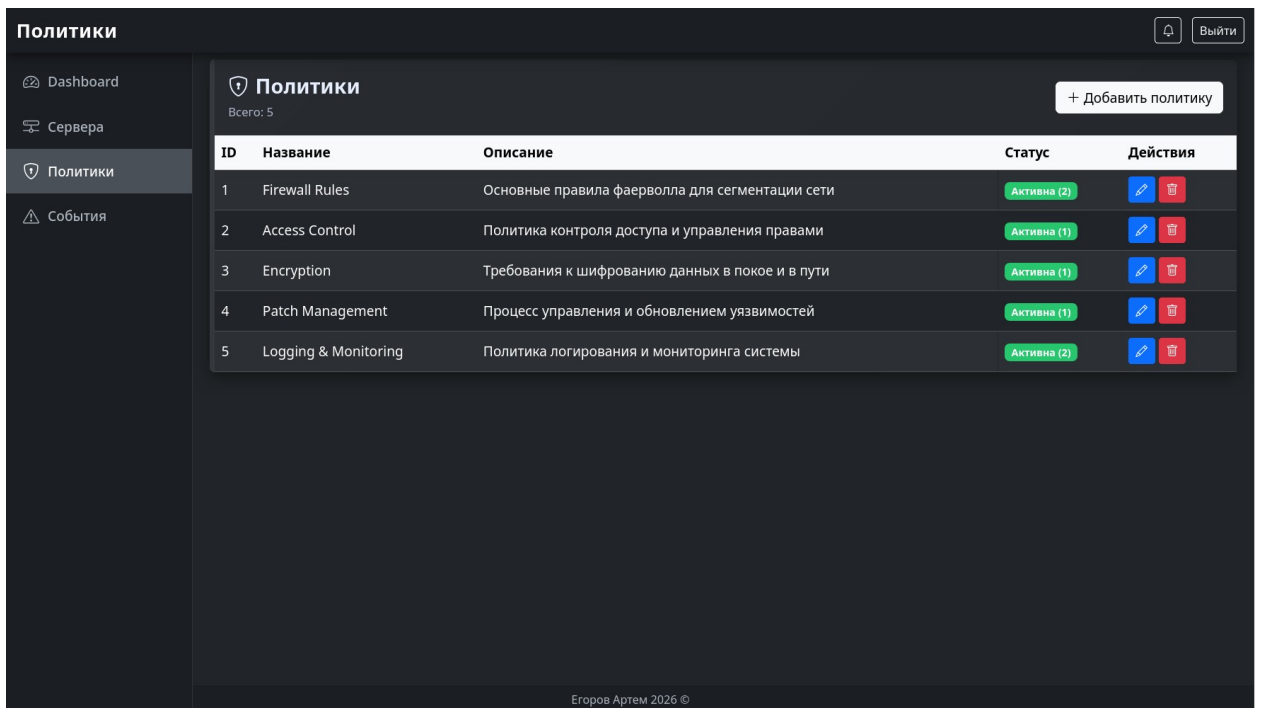 Политики
Выйти
Dashboard
Сервера
Политики
События
Политики
Всего: 5
+ Добавить политику
ID Название Описание Статус Действия
1 Firewall Rules Основные правила фаерволла для сегментации сети Активна (2)
2 Access Control Политика контроля доступа и управления правами Активна (1)
3 Encryption Требования к шифрованию данных в покое и в пути Активна (1)
4 Patch Management Процесс управления и обновлением уязвимостей Активна (1)
5 Logging & Monitoring Политика логирования и мониторинга системы Активна (2)
Егоров Артем 2026 ©